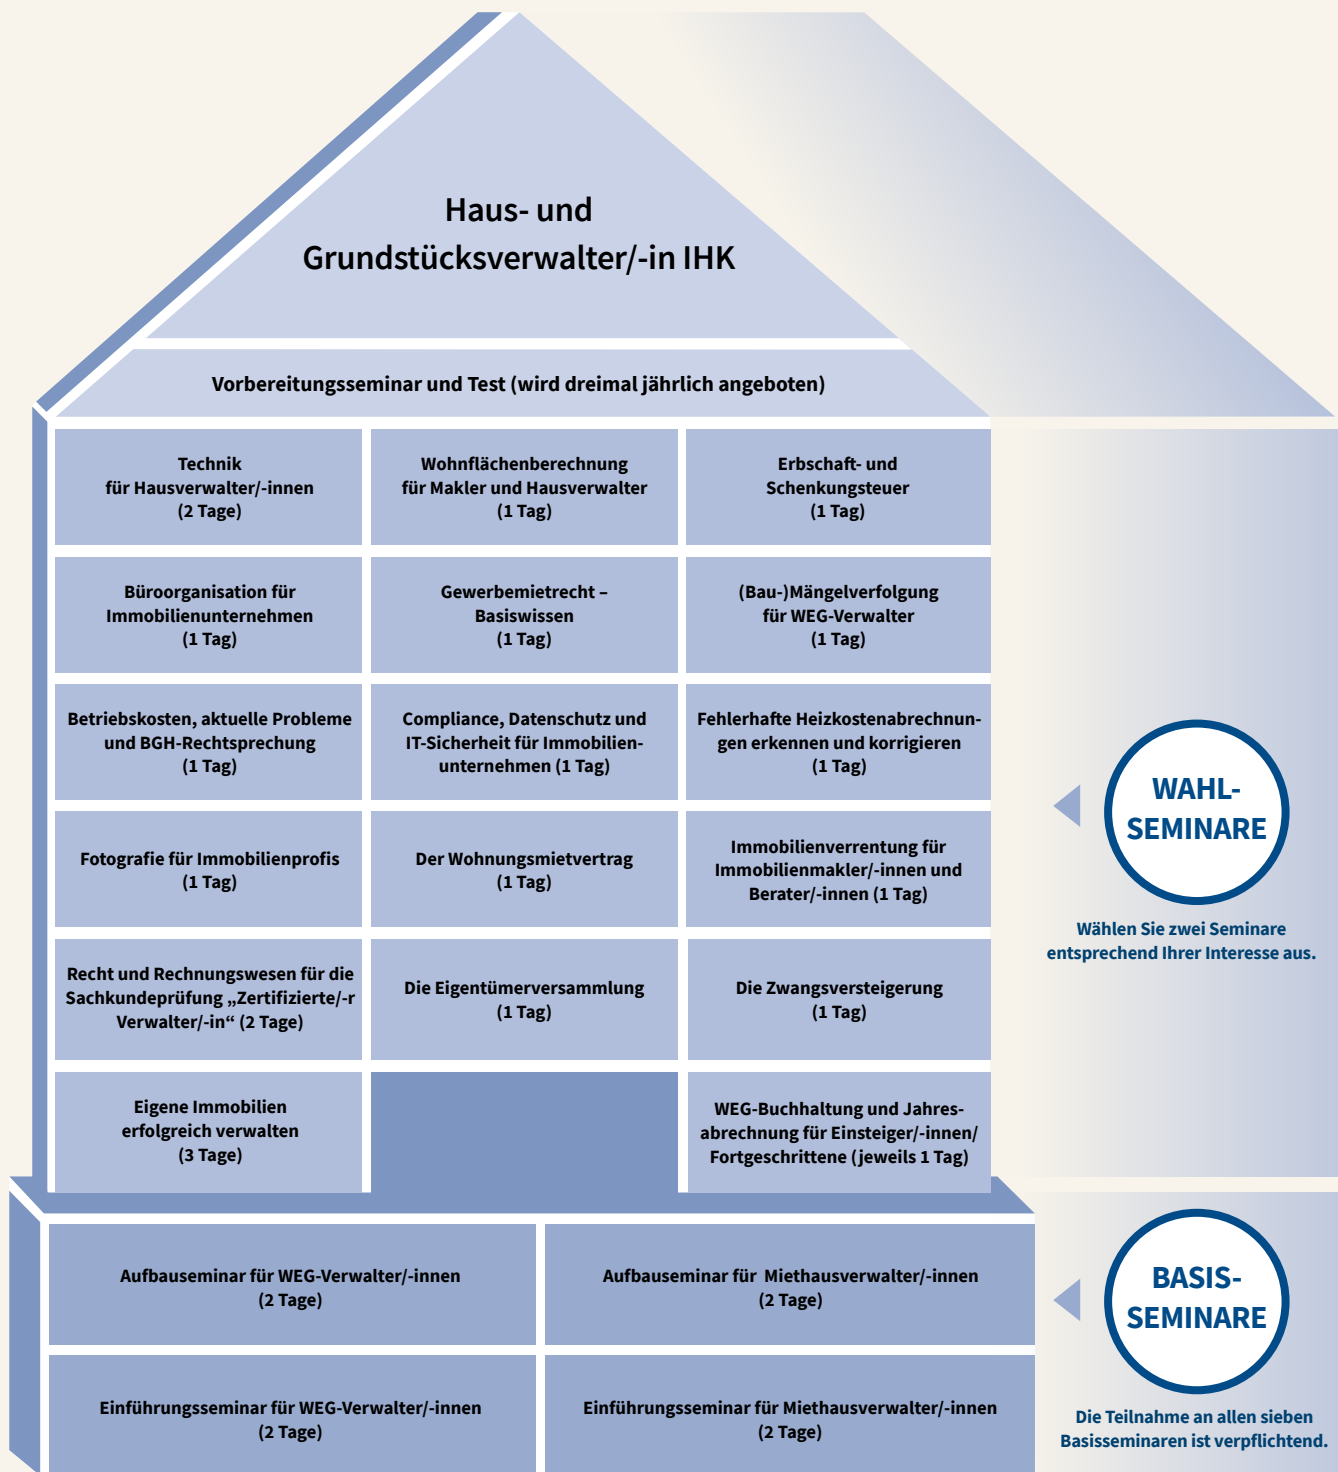 Haus- und
Grundstücksverwalter/-in IHK
Vorbereitungsseminar und Test (wird dreimal jährlich angeboten)
Technik
für Hausverwalter/-innen
(2 Tage)
Wohnflächenberechnung
für Makler und Hausverwalter
(1 Tag)
Erbschaft- und
Schenkungsteuer
(1 Tag)
Büroorganisation für
Immobilienunternehmen
(1 Tag)
Gewerbemietrecht –
Basiswissen
(1 Tag)
(Bau-)Mängelverfolgung
für WEG-Verwalter
(1 Tag)
Betriebskosten, aktuelle Probleme
und BGH-Rechtsprechung
(1 Tag)
Compliance, Datenschutz und
IT-Sicherheit für Immobilien-
unternehmen (1 Tag)
Fehlerhafte Heizkostenabrechnun-
gen erkennen und korrigieren
(1 Tag)
Fotografie für Immobilienprofis
(1 Tag)
Der Wohnungsmietvertrag
(1 Tag)
Immobilienverrentung für
Immobilienmakler/-innen und
Berater/-innen (1 Tag)
Recht und Rechnungswesen für die
Sachkundeprüfung „Zertifizierte/-r
Verwalter/-in“ (2 Tage)
Die Eigentümerversammlung
(1 Tag)
Die Zwangsversteigerung
(1 Tag)
Eigene Immobilien
erfolgreich verwalten
(3 Tage)
WEG-Buchhaltung und Jahres-
abrechnung für Einsteiger/-innen/
Fortgeschrittene (jeweils 1 Tag)
WAHL-
SEMINARE
Wählen Sie zwei Seminare
entsprechend Ihrer Interesse aus.
Aufbauseminar für WEG-Verwalter/-innen
(2 Tage)
Aufbauseminar für Miethausverwalter/-innen
(2 Tage)
Einführungsseminar für WEG-Verwalter/-innen
(2 Tage)
Einführungsseminar für Miethausverwalter/-innen
(2 Tage)
BASIS-
SEMINARE
Die Teilnahme an allen sieben
Basisseminaren ist verpflichtend.